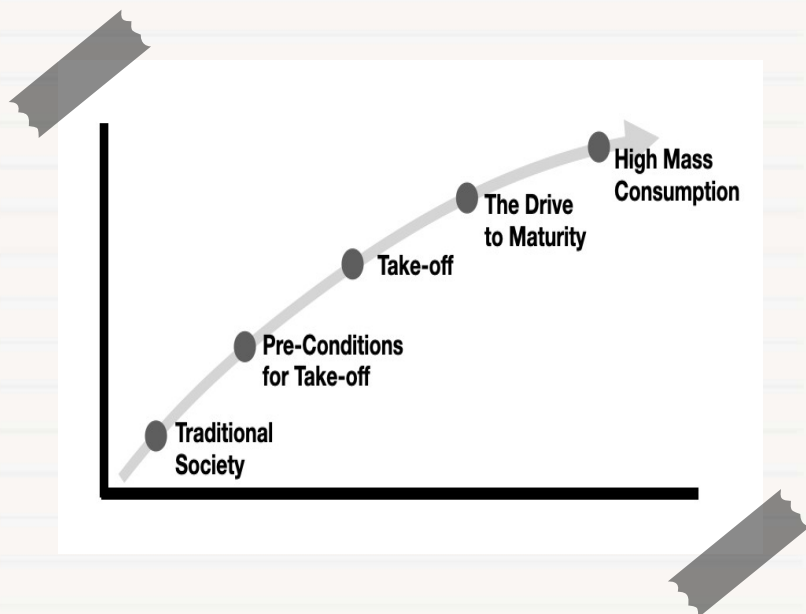 High Mass
Consumption
The Drive
to Maturity
Take-off
Pre-Conditions
for Take-off
Traditional
Society